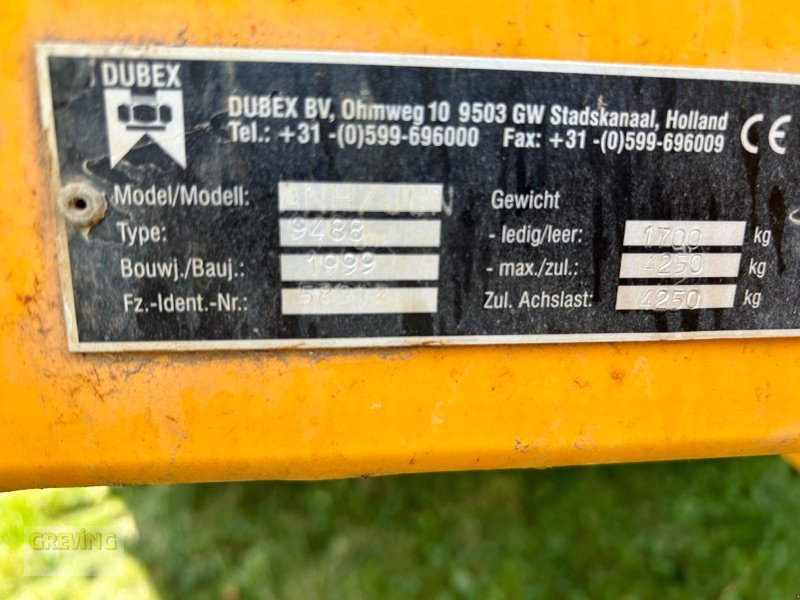 DUBEX
DUBEX BV, Ohmweg 10 9503 GW Stadskanaal, Holland
Tel.: +31 -(0)599-696000 Fax: +31 -(0)599-696009
CE
Model/Modell:
Type: 9488
Bouwj./Bauj.: 1999
Fz.-Ident.-Nr.:
Gewicht
- ledig/leer: 1700 kg
- max./zul.: 4250 kg
Zul. Achslast: 4250 kg
GREVING